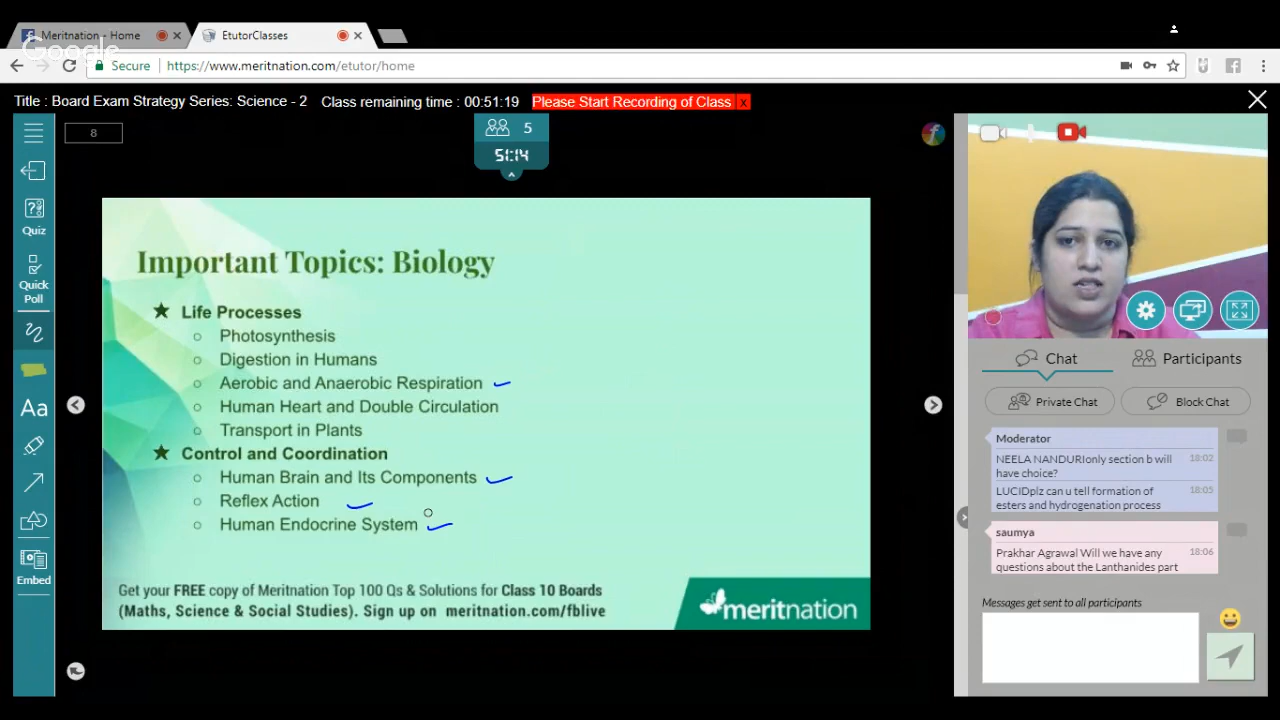 Meritnation - Home
EtutorClasses
Google
Secure https://www.meritnation.com/etutor/home
Title : Board Exam Strategy Series: Science - 2 Class remaining time : 00:51:19 Please Start Recording of Class x
8
5
51:14
Quiz
Quick
Poll
Aa
Embed
Important Topics: Biology
Life Processes
Photosynthesis
Digestion in Humans
Aerobic and Anaerobic Respiration
Human Heart and Double Circulation
Transport in Plants
Control and Coordination
Human Brain and Its Components
Reflex Action
Human Endocrine System
Get your FREE copy of Meritnation Top 100 Qs & Solutions for Class 10 Boards
(Maths, Science & Social Studies). Sign up on meritnation.com/fblive
meritnation
Chat Participants
Private Chat Block Chat
Moderator
NEELA NANDURIonly section b will 18:02
have choice?
LUCIDplz can u tell formation of 18:05
esters and hydrogenation process
saumya
Prakhar Agrawal Will we have any 18:06
questions about the Lanthanides part
Messages get sent to all participants